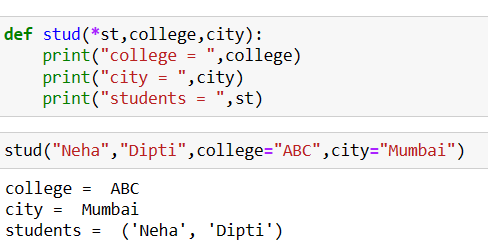 def stud(*st,college,city):
    print("college = ",college)
    print("city = ",city)
    print("students = ",st)
stud("Neha","Dipti",college="ABC",city="Mumbai")
college =  ABC
city =  Mumbai
students =  ('Neha', 'Dipti')